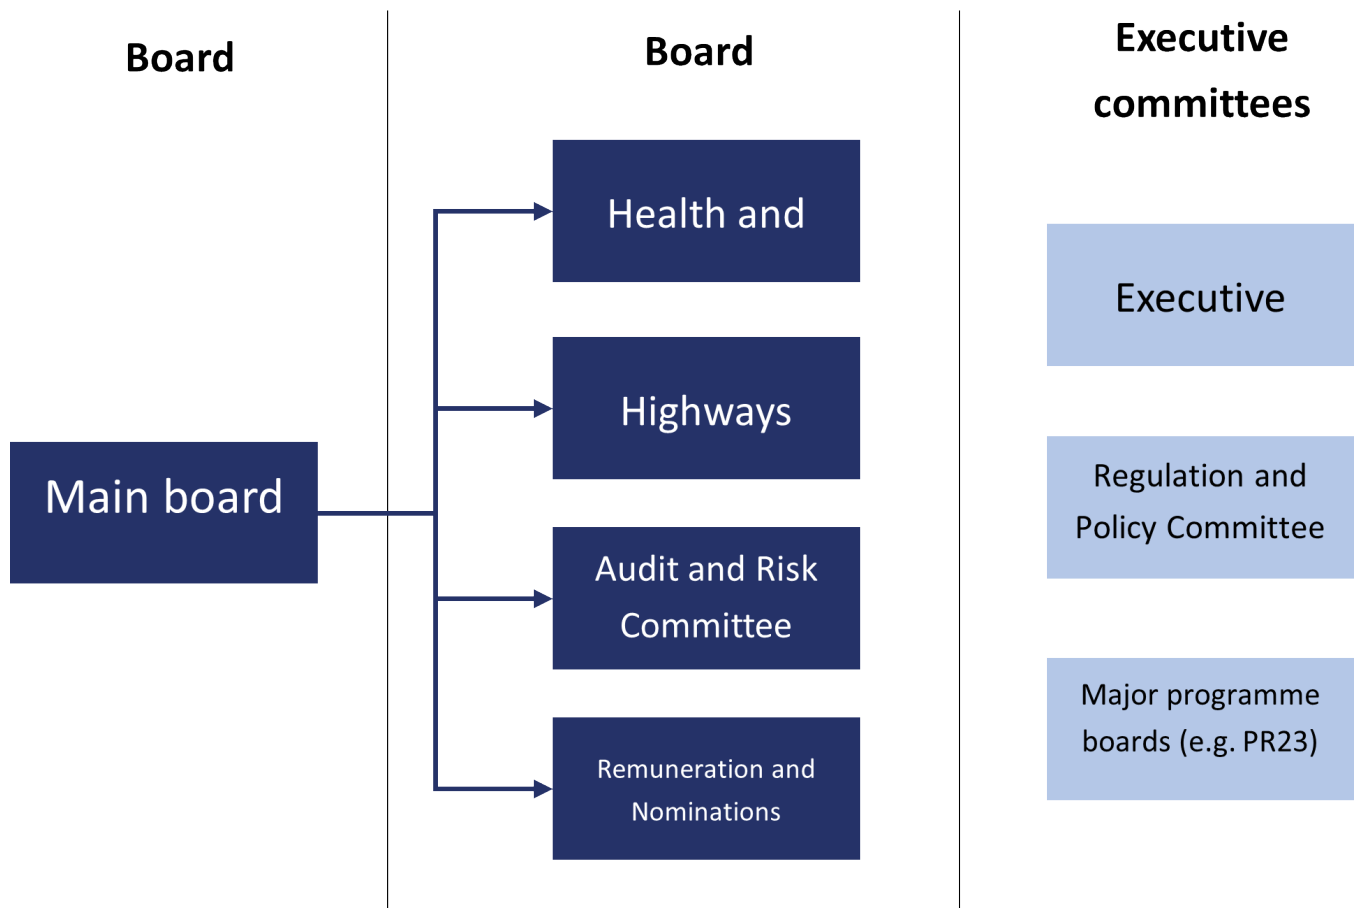 Board
Main board
Board
Health and
Highways
Audit and Risk
Committee
Remuneration and
Nominations
Executive
committees
Executive
Regulation and
Policy Committee
Major programme
boards (e.g. PR23)